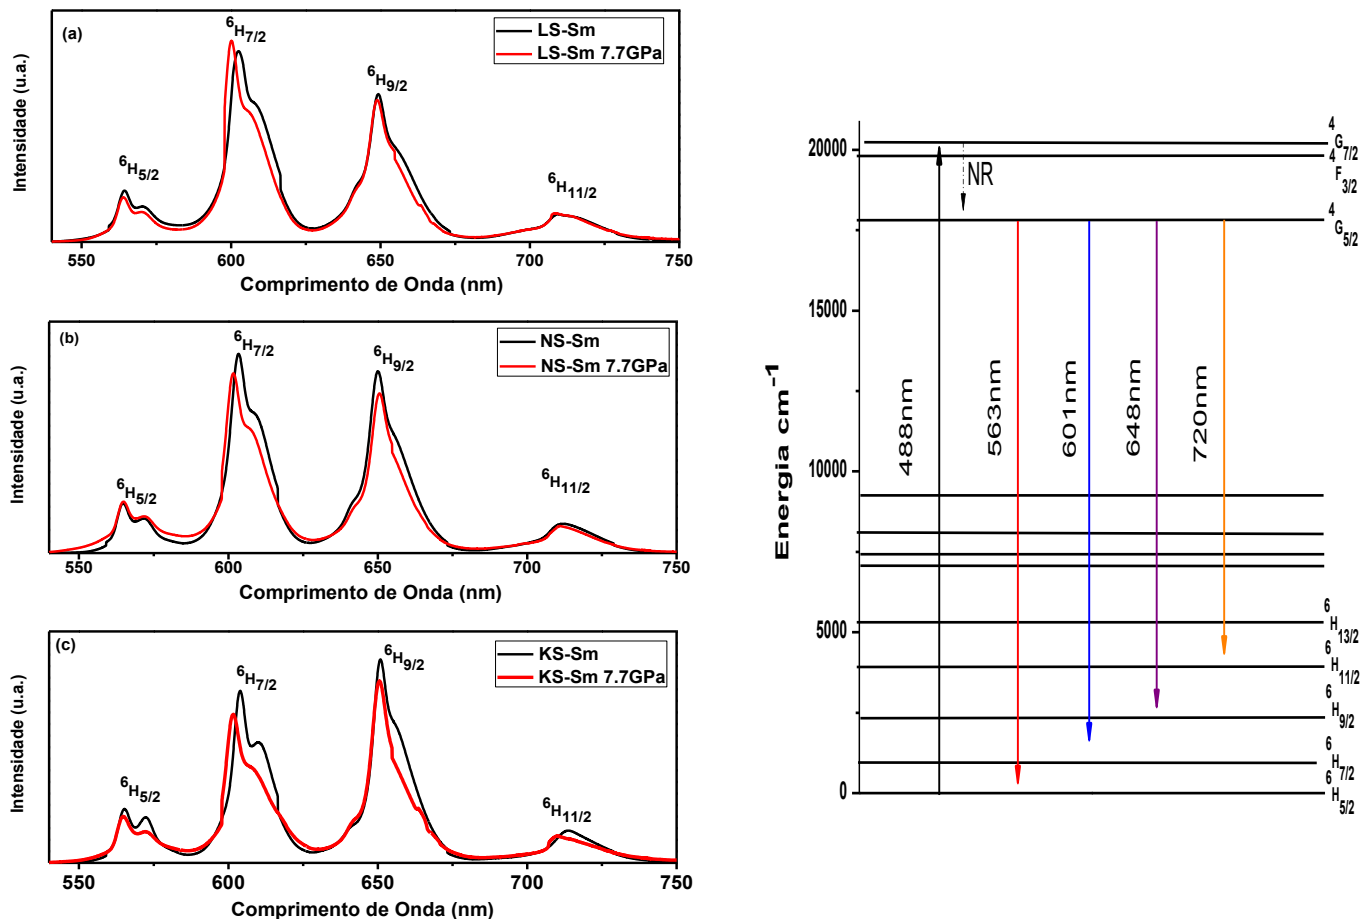 (a)
6H7/2
6H9/2
6H5/2
6H11/2
LS-Sm
LS-Sm 7.7GPa
Intensidade (u.a.)
550 600 650 700 750
Comprimento de Onda (nm)
(b)
6H7/2
6H9/2
6H5/2
6H11/2
NS-Sm
NS-Sm 7.7GPa
Intensidade (u.a.)
550 600 650 700 750
Comprimento de Onda (nm)
(c)
6H7/2
6H9/2
6H5/2
6H11/2
KS-Sm
KS-Sm 7.7GPa
Intensidade (u.a.)
550 600 650 700 750
Comprimento de Onda (nm)
Energia cm-1
20000
15000
10000
5000
0
NR
488nm
563nm
601nm
648nm
720nm
4G7/2
4F3/2
4G5/2
6H13/2
6H11/2
6H9/2
6H7/2
6H5/2